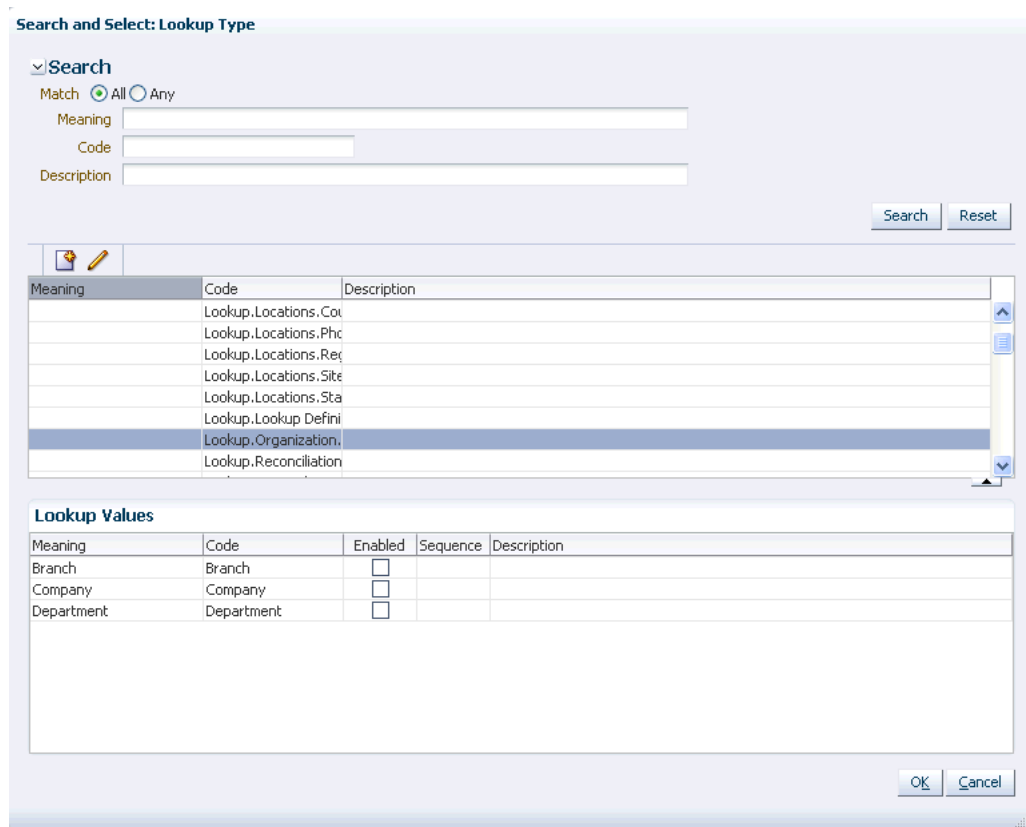 Search and Select: Lookup Type
Search
Match All Any
Meaning
Code
Description
Search Reset
Meaning Code Description
Lookup.Locations.Cou
Lookup.Locations.Pho
Lookup.Locations.Reg
Lookup.Locations.Site
Lookup.Locations.Sta
Lookup.Lookup Defini
Lookup.Organization.
Lookup.Reconciliation
Lookup Values
Meaning Code Enabled Sequence Description
Branch Branch
Company Company
Department Department
OK Cancel